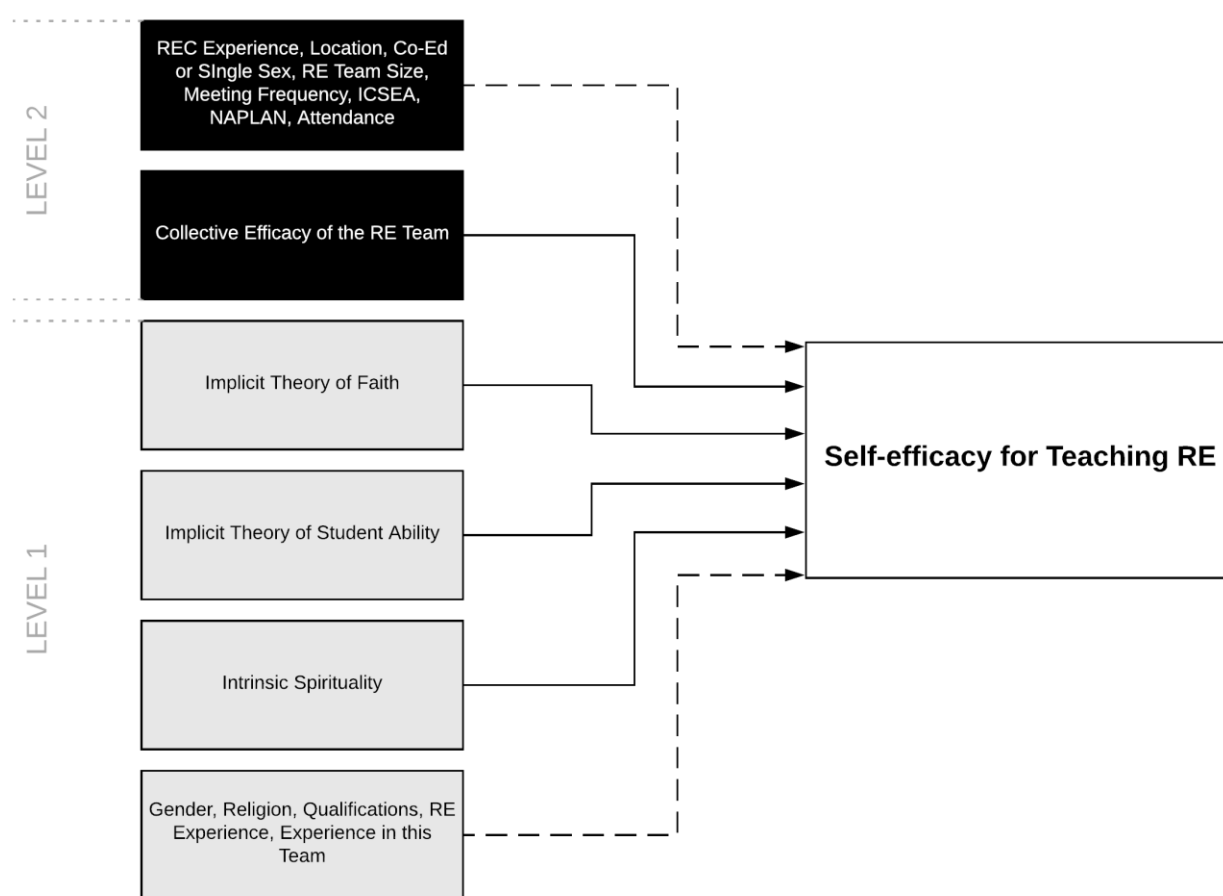 LEVEL 2
REC Experience, Location, Co-Ed
or SIngle Sex, RE Team Size,
Meeting Frequency, ICSEA,
NAPLAN, Attendance
Collective Efficacy of the RE Team
LEVEL 1
Implicit Theory of Faith
Implicit Theory of Student Ability
Intrinsic Spirituality
Gender, Religion, Qualifications, RE
Experience, Experience in this
Team
Self-efficacy for Teaching RE